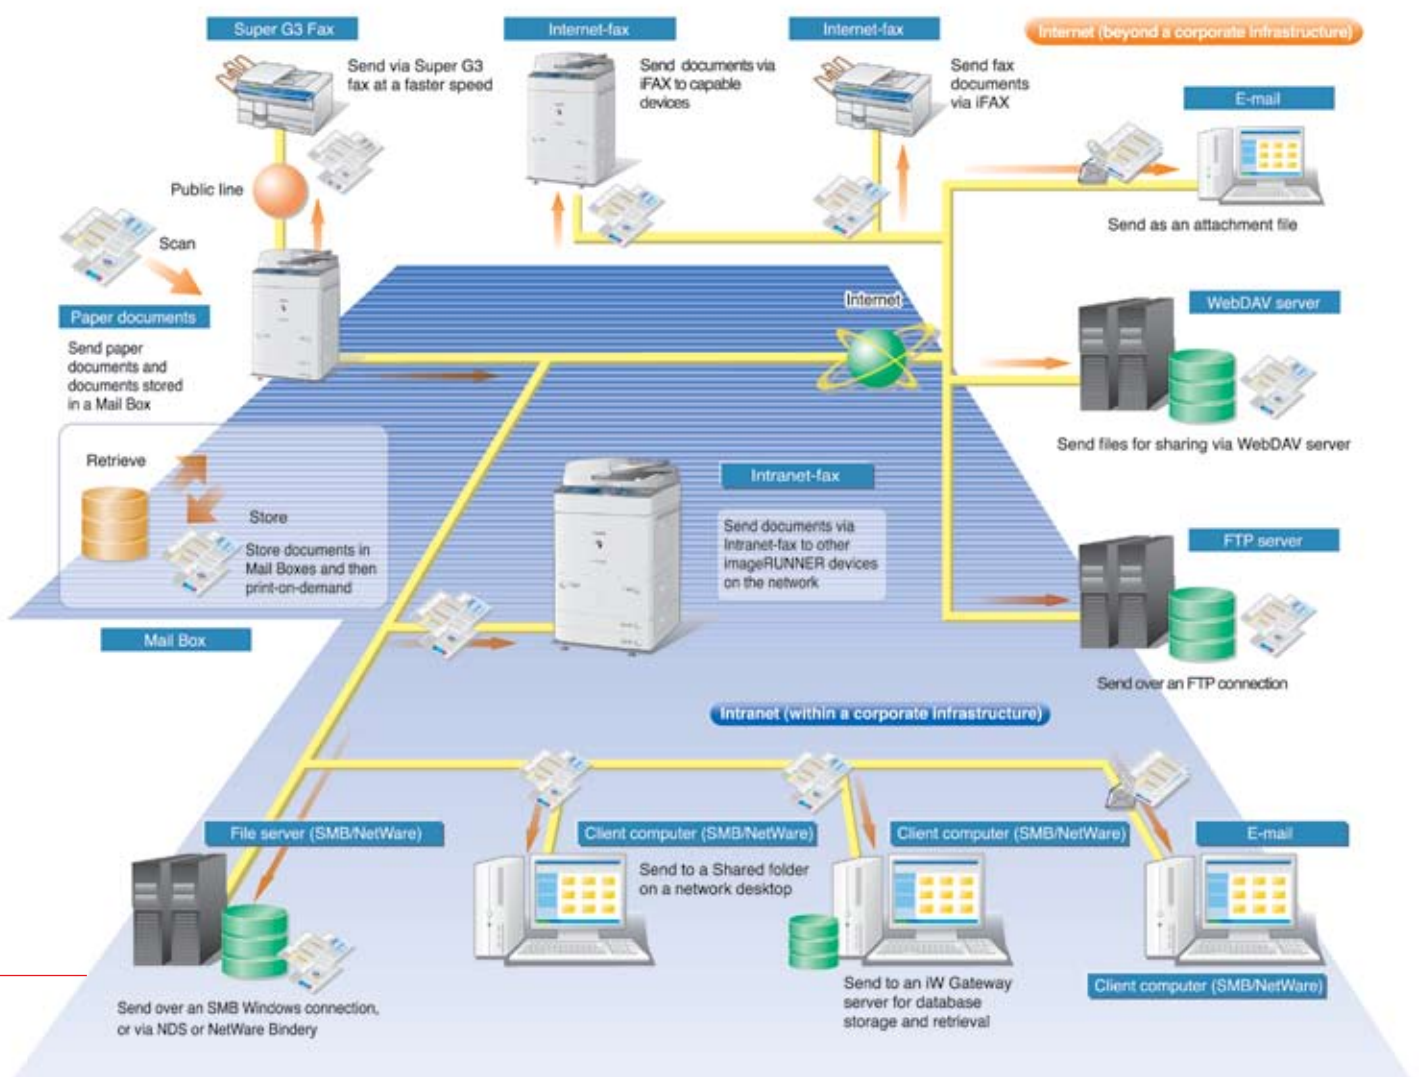 Super G3 Fax
Send via Super G3
fax at a faster speed
Internet-fax
Send documents via
iFAX to capable
devices
Internet-fax
Send fax
documents
via iFAX
Internet (beyond a corporate infrastructure)
E-mail
Send as an attachment file
Public line
Scan
Paper documents
Send paper
documents and
documents stored
in a Mail Box
Internet
WebDAV server
Send files for sharing via WebDAV server
Retrieve
Store
Store documents in
Mail Boxes and then
print-on-demand
Mail Box
Intranet-fax
Send documents via
Intranet-fax to other
imageRUNNER devices
on the network
FTP server
Send over an FTP connection
Intranet (within a corporate infrastructure)
File server (SMB/NetWare)
Send over an SMB Windows connection,
or via NDS or NetWare Bindery
Client computer (SMB/NetWare)
Send to a Shared folder
on a network desktop
Client computer (SMB/NetWare)
Send to an iW Gateway
server for database
storage and retrieval
E-mail
Client computer (SMB/NetWare)